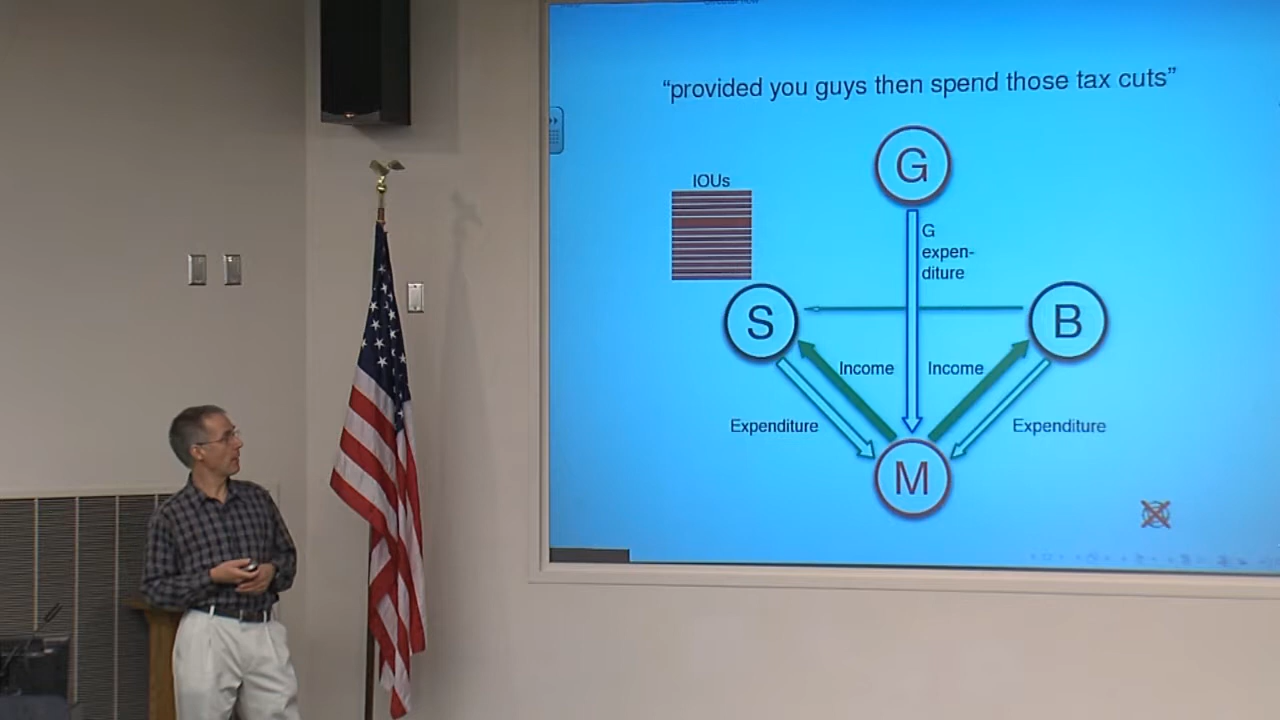 “provided you guys then spend those tax cuts”
G
IOUs
G
expen-
diture
S
B
Income
Income
Expenditure
Expenditure
M